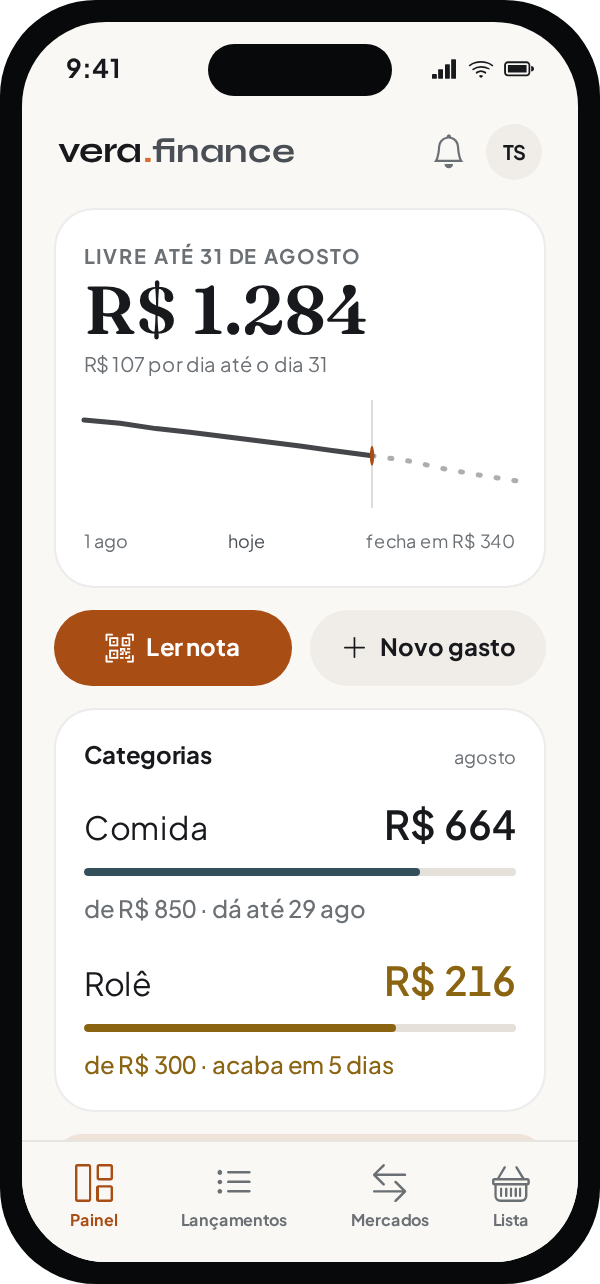 9:41
vera.finance
TS
LIVRE ATÉ 31 DE AGOSTO
R$ 1.284
R$ 107 por dia até o dia 31
1 ago hoje fecha em R$ 340
Ler nota
Novo gasto
Categorias agosto
Comida R$ 664
de R$ 850 · dá até 29 ago
Rolê R$ 216
de R$ 300 · acaba em 5 dias
Painel Lançamentos Mercados Lista